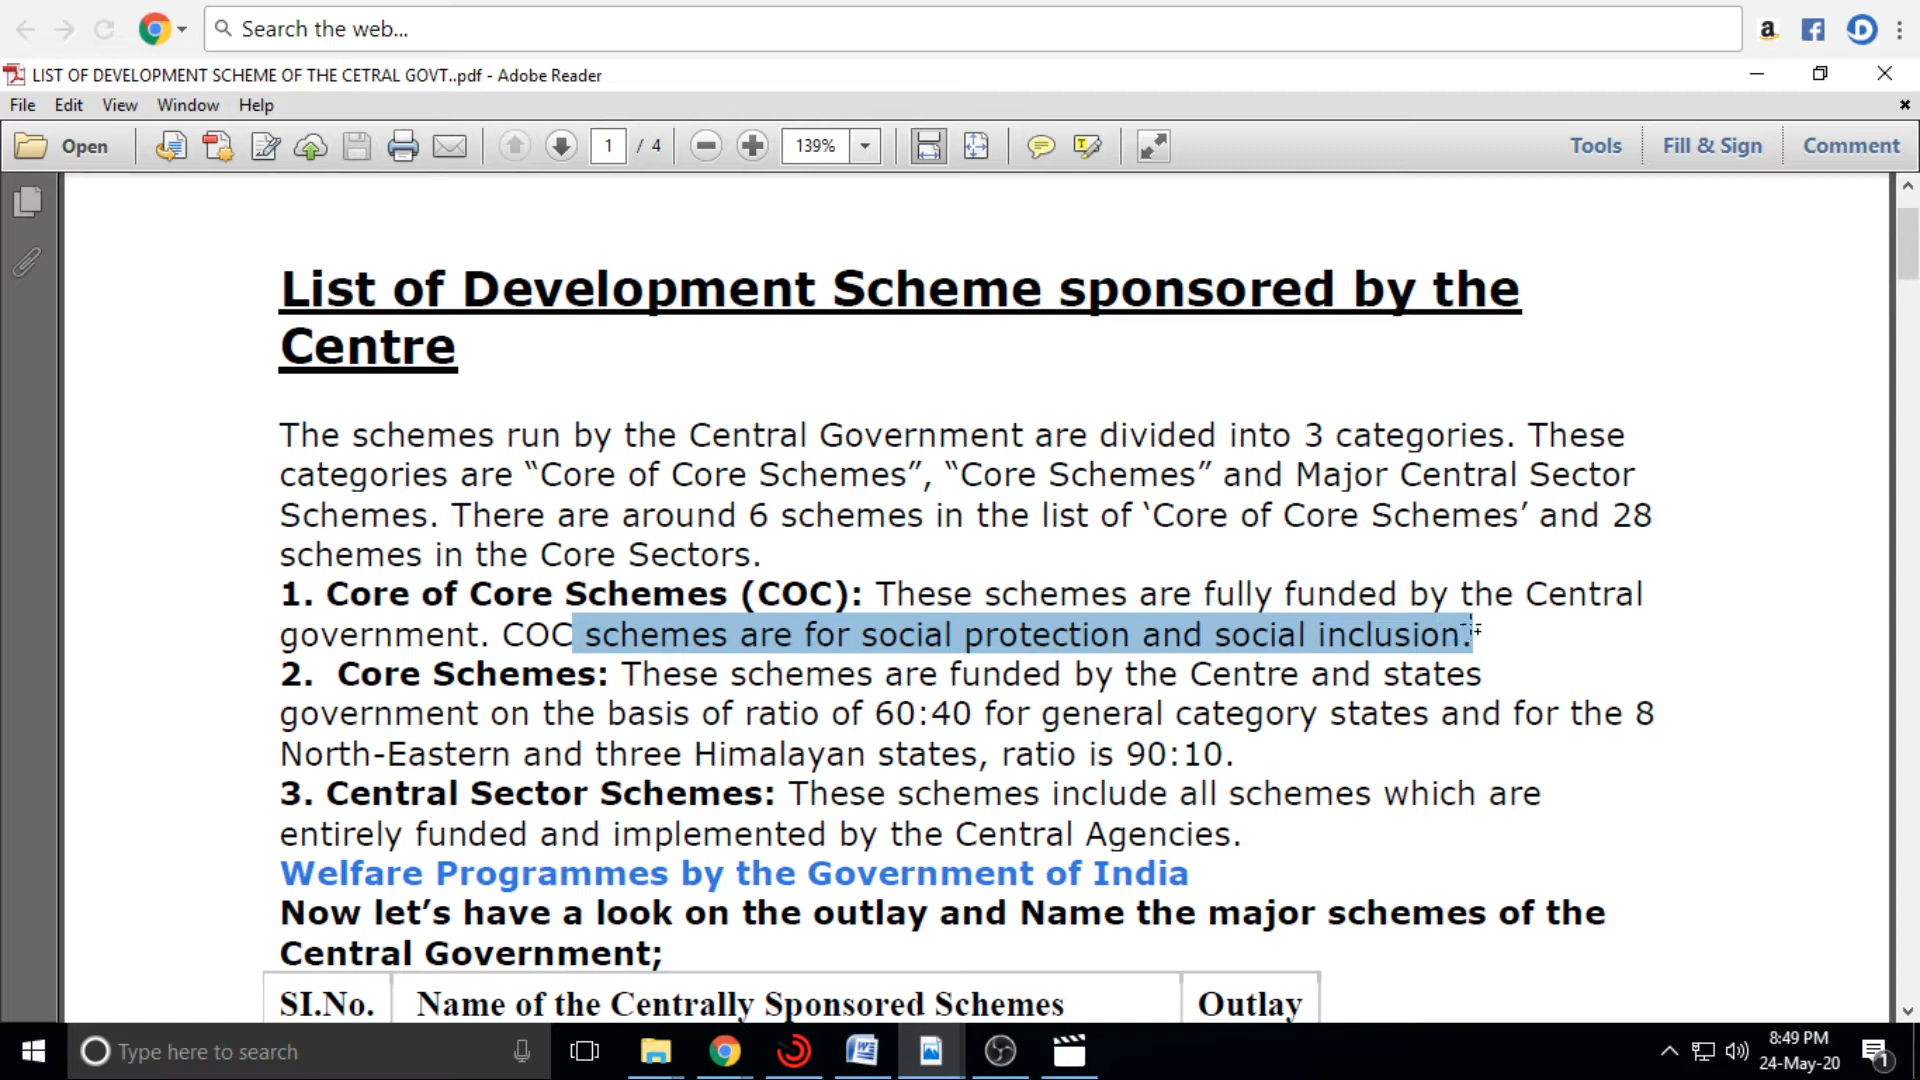 Search the web...
LIST OF DEVELOPMENT SCHEME OF THE CETRAL GOVT..pdf - Adobe Reader
File Edit View Window Help
Open 1 / 4 139% Tools Fill & Sign Comment
List of Development Scheme sponsored by the
Centre
The schemes run by the Central Government are divided into 3 categories. These
categories are “Core of Core Schemes”, “Core Schemes” and Major Central Sector
Schemes. There are around 6 schemes in the list of ‘Core of Core Schemes’ and 28
schemes in the Core Sectors.
1. Core of Core Schemes (COC): These schemes are fully funded by the Central
government. COC schemes are for social protection and social inclusion.
2. Core Schemes: These schemes are funded by the Centre and states
government on the basis of ratio of 60:40 for general category states and for the 8
North-Eastern and three Himalayan states, ratio is 90:10.
3. Central Sector Schemes: These schemes include all schemes which are
entirely funded and implemented by the Central Agencies.
Welfare Programmes by the Government of India
Now let’s have a look on the outlay and Name the major schemes of the
Central Government;
SI.No. Name of the Centrally Sponsored Schemes Outlay
Type here to search
8:49 PM
24-May-20
1